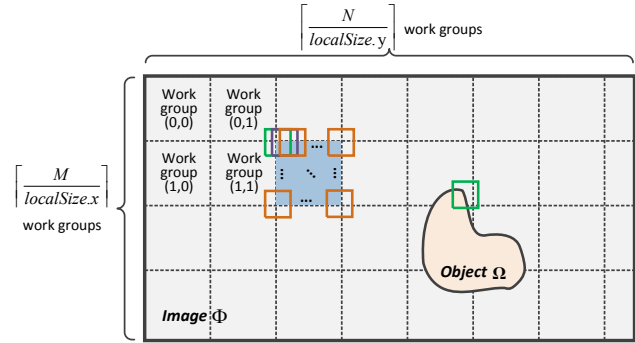 ⌈N / localSize.y⌉ work groups
Work group (0,0)
Work group (0,1)
...
Work group (1,0)
Work group (1,1)
⌈M / localSize.x⌉
work groups
...
Object Ω
Image Φ